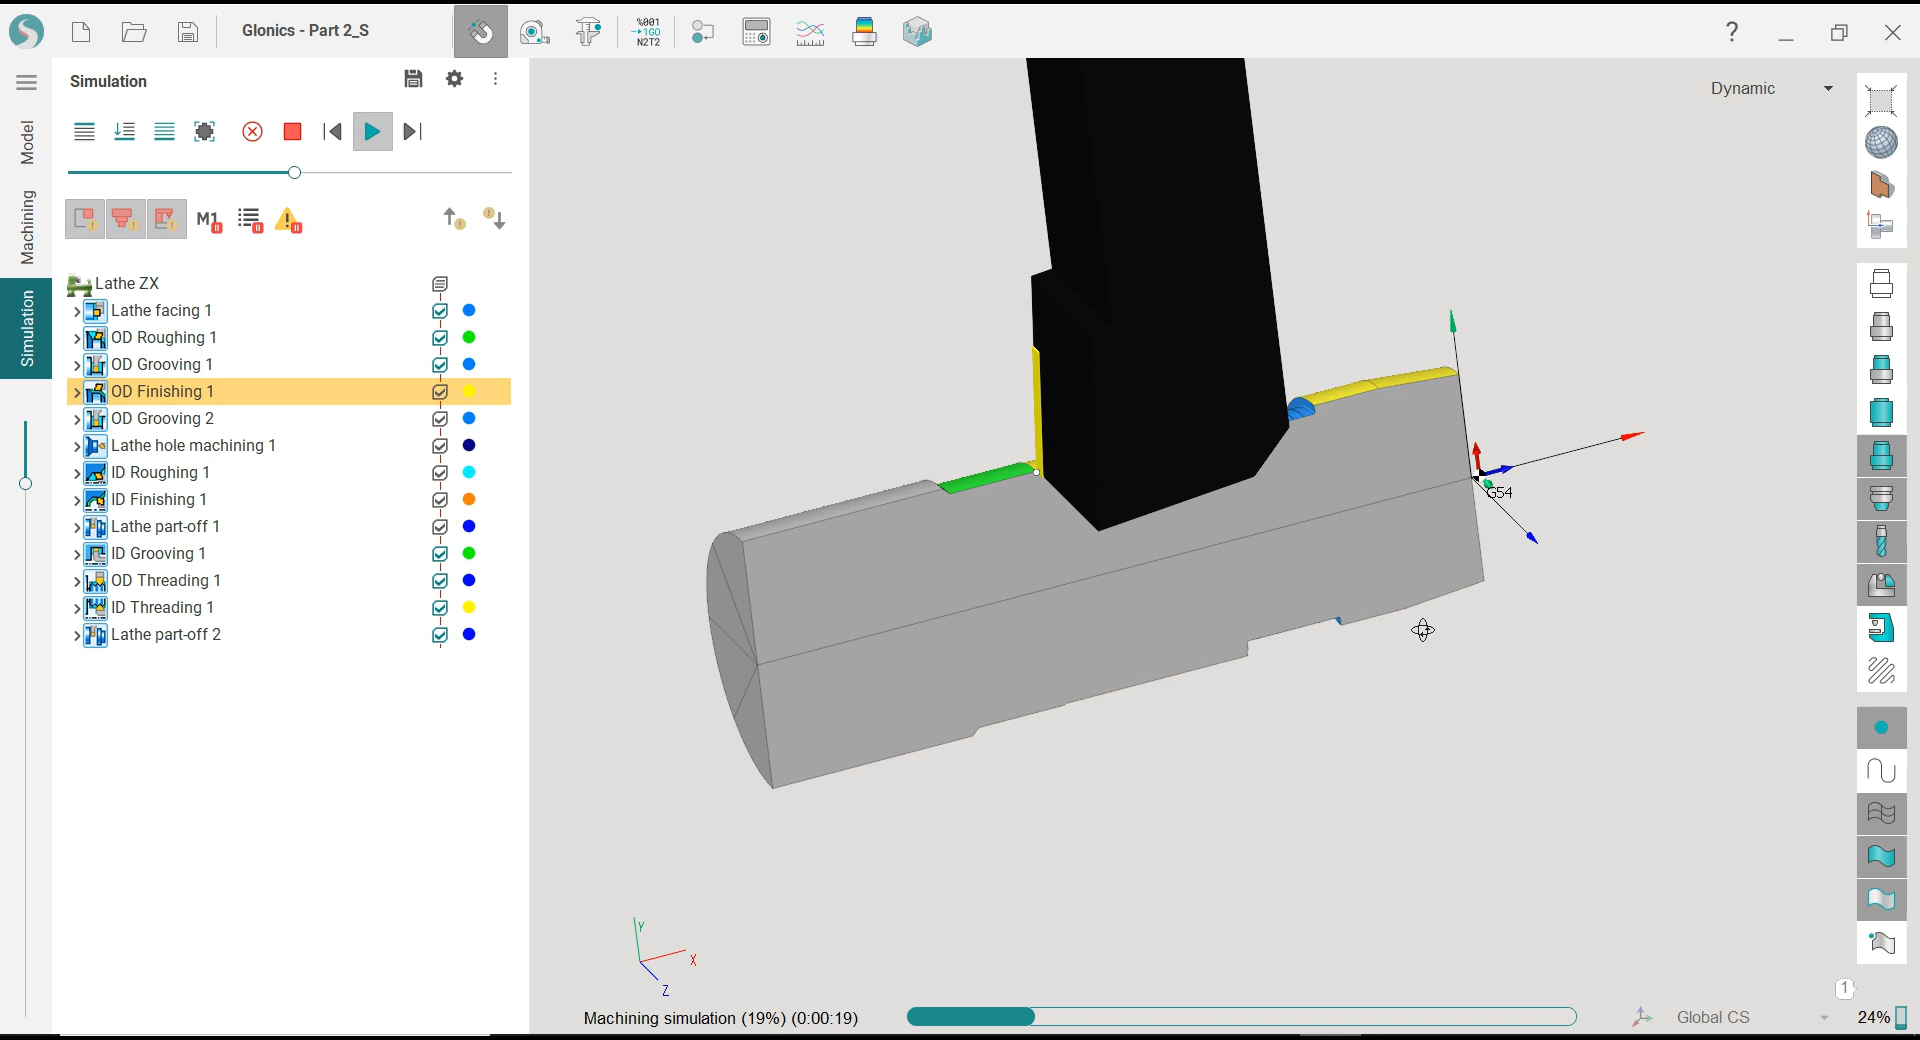 Glonics - Part 2_S
%001
1G0
N2T2
?
Simulation
Model
Machining
Simulation
M1
Lathe ZX
Lathe facing 1
OD Roughing 1
OD Grooving 1
OD Finishing 1
OD Grooving 2
Lathe hole machining 1
ID Roughing 1
ID Finishing 1
Lathe part-off 1
ID Grooving 1
OD Threading 1
ID Threading 1
Lathe part-off 2
Dynamic
G54
Y
X
Z
1
Machining simulation (19%) (0:00:19)
Global CS
24%